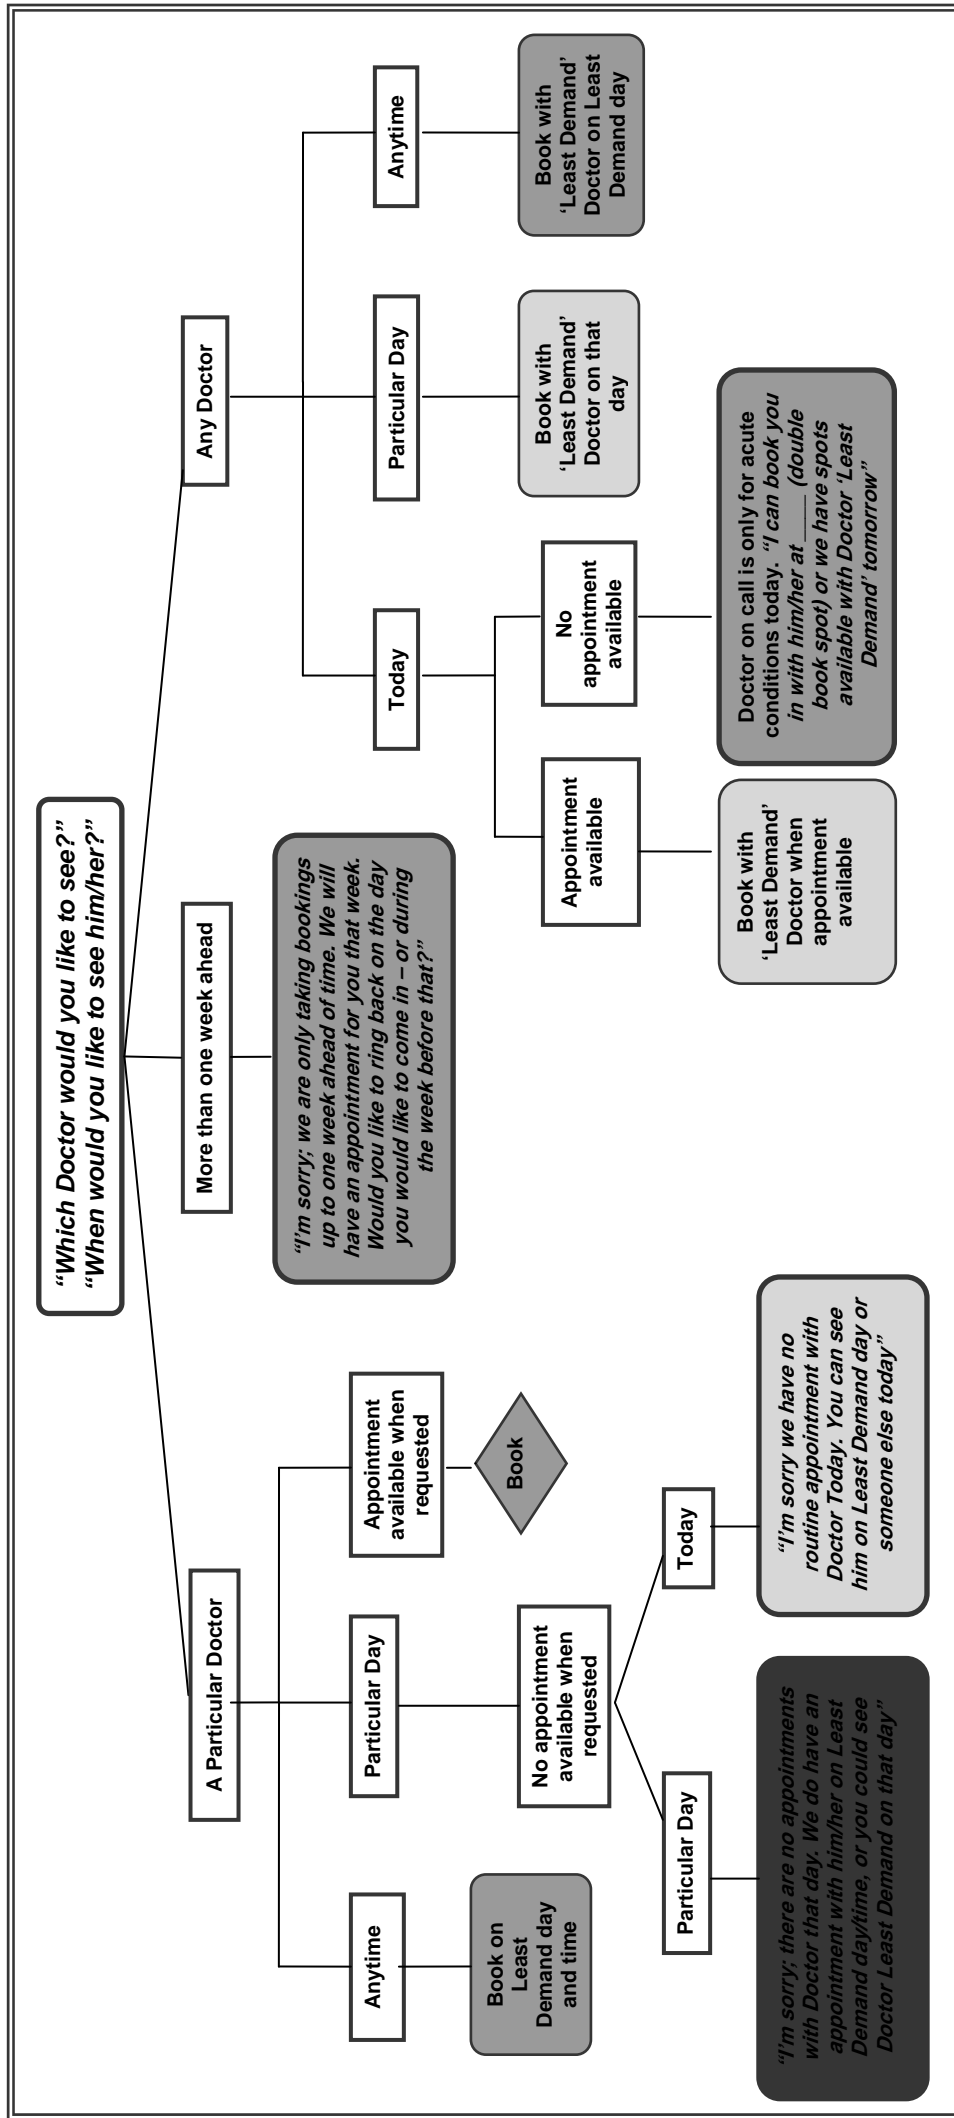 “Which Doctor would you like to see?”
“When would you like to see him/her?”
A Particular Doctor
More than one week ahead
Any Doctor
“I’m sorry; we are only taking bookings
up to one week ahead of time. We will
have an appointment for you that week.
Would you like to ring back on the day
you would like to come in – or during
the week before that?”
Anytime
Particular Day
Appointment
available when
requested
Today
Particular Day
Anytime
Book on
Least
Demand day
and time
Book
No appointment
available when
requested
Appointment
available
No
appointment
available
Book with
‘Least Demand’
Doctor on that
day
Book with
‘Least Demand’
Doctor on Least
Demand day
Particular Day
Today
Book with
‘Least Demand’
Doctor when
appointment
available
Doctor on call is only for acute
conditions today. “I can book you
in with him/her at ____ (double
book spot) or we have spots
available with Doctor ‘Least
Demand’ tomorrow”
“I’m sorry; there are no appointments
with Doctor that day. We do have an
appointment with him/her on Least
Demand day/time, or you could see
Doctor Least Demand on that day”
“I’m sorry we have no
routine appointment with
Doctor Today. You can see
him on Least Demand day or
someone else today”